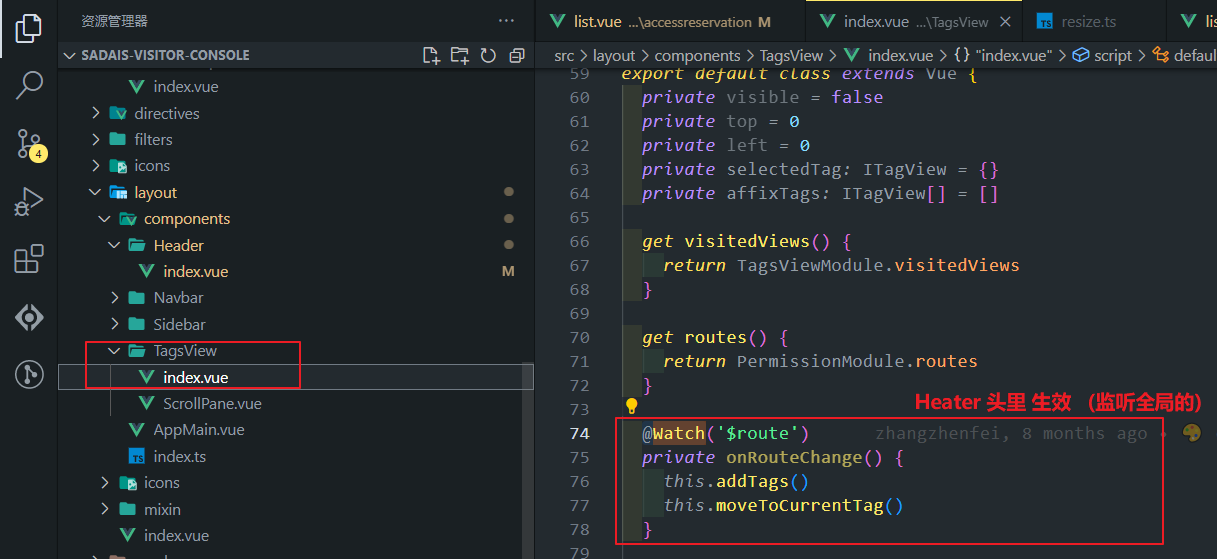 资源管理器
SADAIS-VISITOR-CONSOLE
index.vue
directives
filters
icons
layout
components
Header
index.vue M
Navbar
Sidebar
TagsView
index.vue
ScrollPane.vue
AppMain.vue
TS index.ts
icons
mixin
index.vue
4
list.vue ...\accessreservation M
index.vue ...\TagsView
TS resize.ts
src > layout > components > TagsView > index.vue > {} "index.vue" > script > defaul
59 export default class extends Vue {
60 private visible = false
61 private top = 0
62 private left = 0
63 private selectedTag: ITagView = {}
64 private affixTags: ITagView[] = []
65
66 get visitedViews() {
67 return TagsViewModule.visitedViews
68 }
69
70 get routes() {
71 return PermissionModule.routes
72 }
73
Heater 头里 生效 （监听全局的)
74 @Watch('$route') zhangzhenfei, 8 months ago •
75 private onRouteChange() {
76 this.addTags()
77 this.moveToCurrentTag()
78 }
79